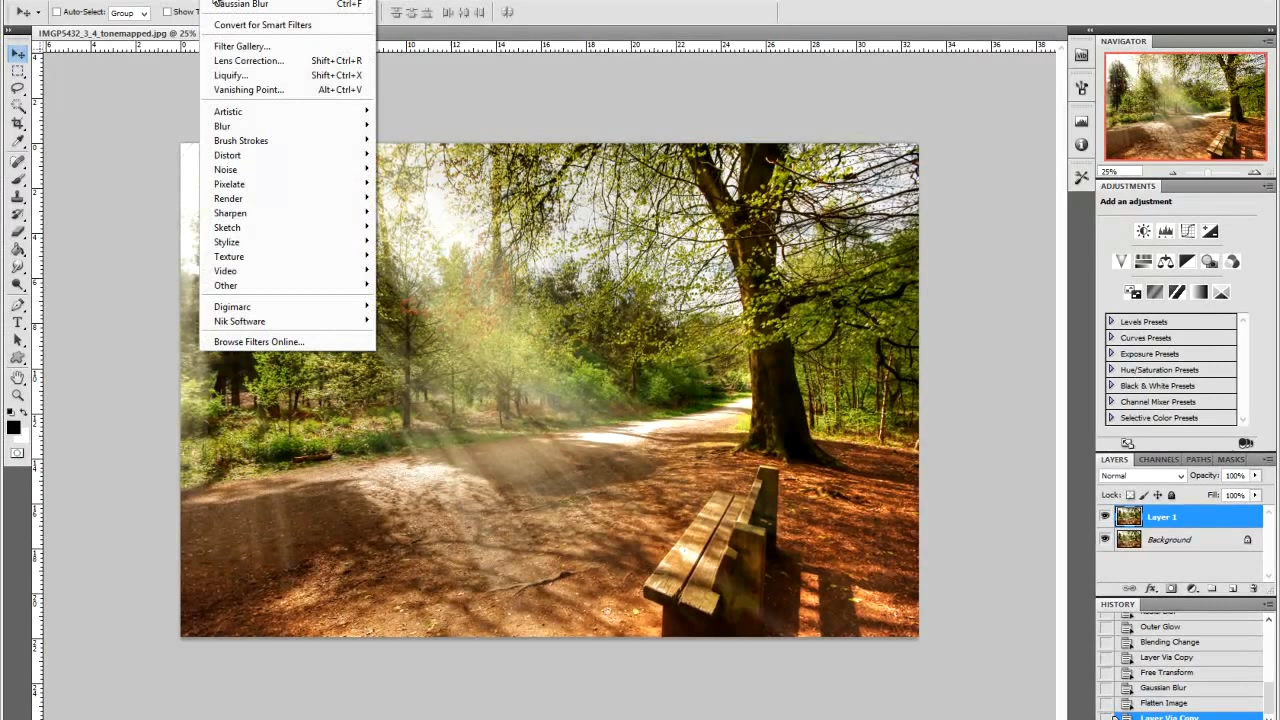 Auto-Select:
Group
Show T
Gaussian Blur Ctrl+F
IMGP5432_3_4_tonemapped.jpg @ 25%
Convert for Smart Filters
Filter Gallery...
Lens Correction... Shift+Ctrl+R
Liquify... Shift+Ctrl+X
Vanishing Point... Alt+Ctrl+V
Artistic
Blur
Brush Strokes
Distort
Noise
Pixelate
Render
Sharpen
Sketch
Stylize
Texture
Video
Other
Digimarc
Nik Software
Browse Filters Online...
NAVIGATOR
25%
ADJUSTMENTS
Add an adjustment
Levels Presets
Curves Presets
Exposure Presets
Hue/Saturation Presets
Black & White Presets
Channel Mixer Presets
Selective Color Presets
LAYERS CHANNELS PATHS MASKS
Normal Opacity: 100%
Lock: Fill: 100%
Layer 1
Background
HISTORY
Outer Glow
Blending Change
Layer Via Copy
Free Transform
Gaussian Blur
Flatten Image
Layer Via Copy